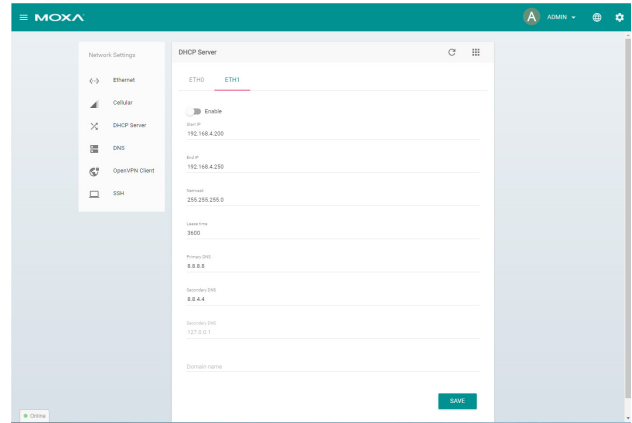 MOXA
A ADMIN
Network Settings
Ethernet
Cellular
DHCP Server
DNS
OpenVPN Client
SSH
DHCP Server
ETH0 ETH1
Enable
Start IP
192.168.4.200
End IP
192.168.4.250
Netmask
255.255.255.0
Lease time
3600
Primary DNS
8.8.8.8
Secondary DNS
8.8.4.4
Secondary DNS
127.0.0.1
Domain name
SAVE
Online